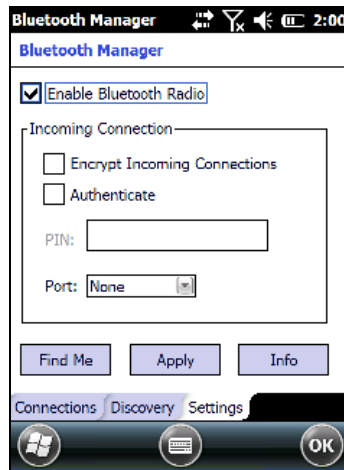 Bluetooth Manager 2:00
Bluetooth Manager
Enable Bluetooth Radio
Incoming Connection
Encrypt Incoming Connections
Authenticate
PIN:
Port: None
Find Me Apply Info
Connections Discovery Settings
OK